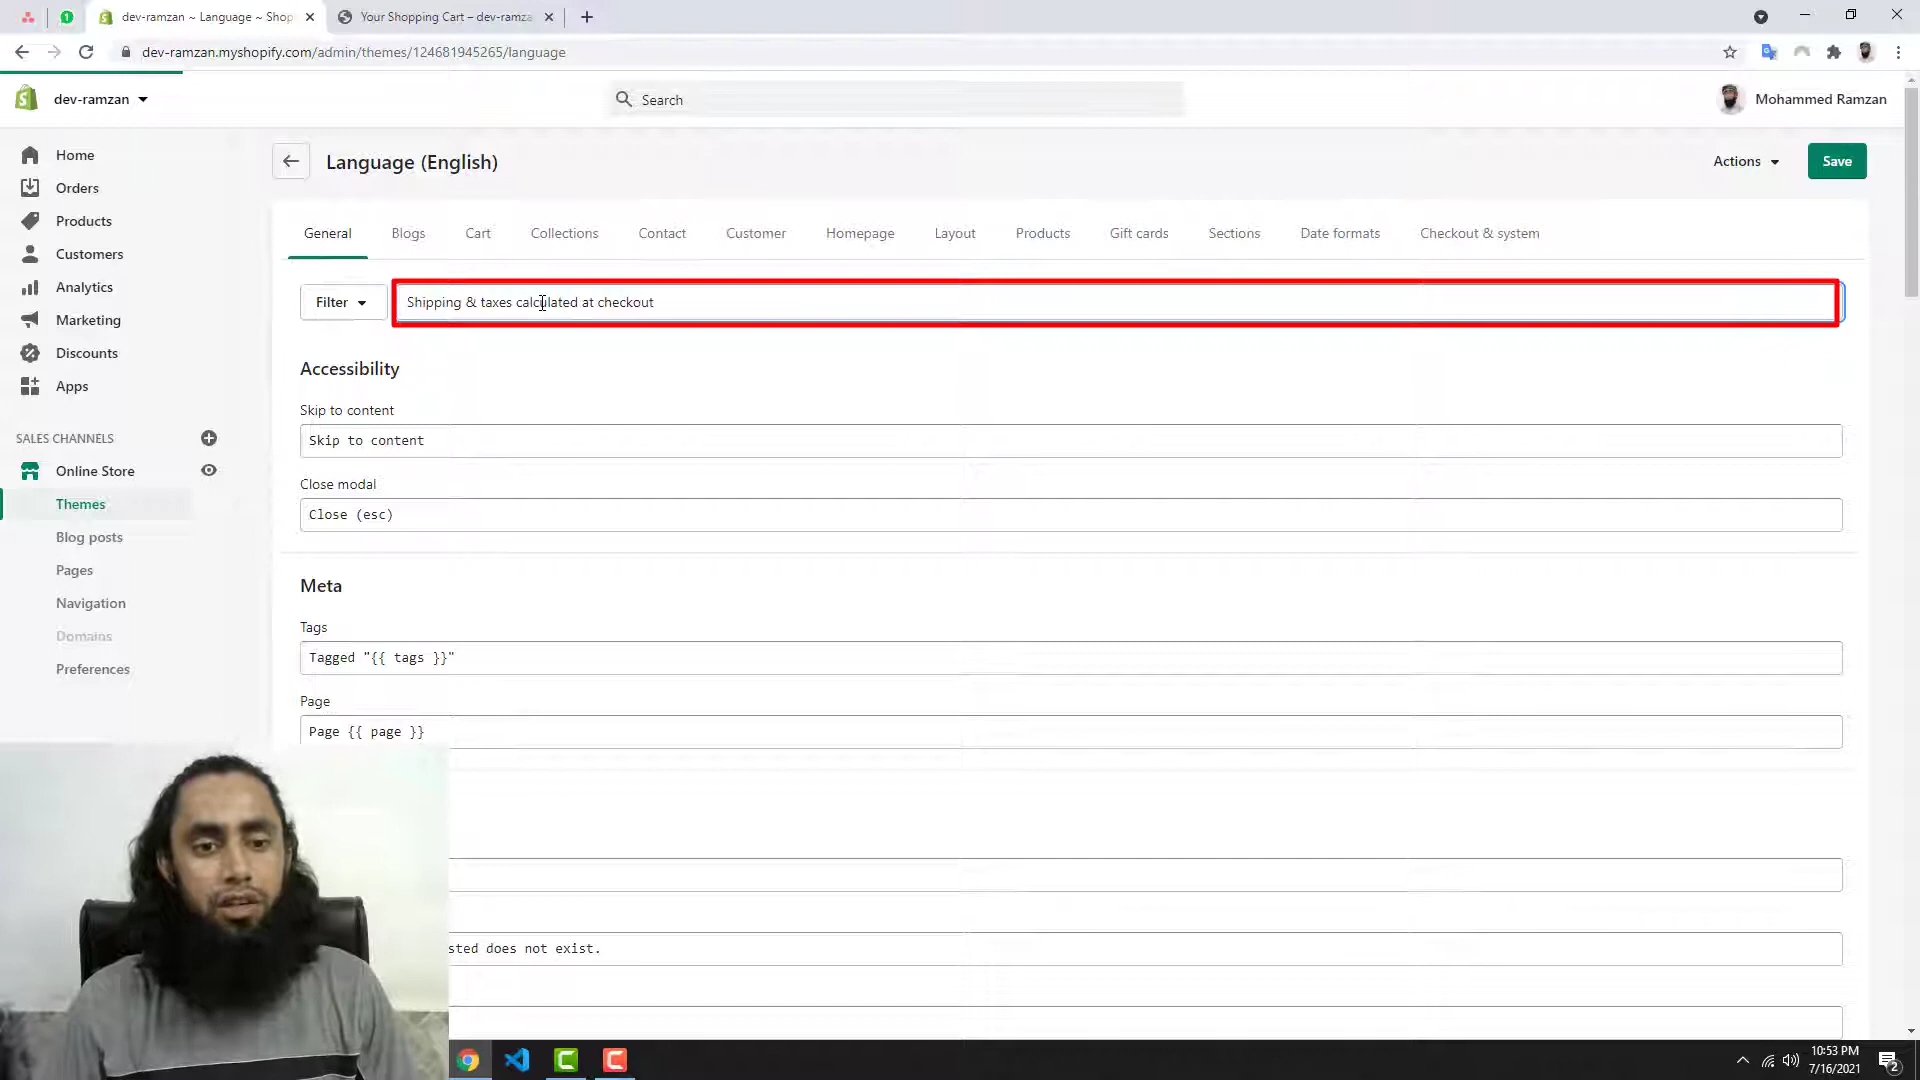 dev-ramzan ~ Language ~ Shop
Your Shopping Cart – dev-ramza
dev-ramzan.myshopify.com/admin/themes/124681945265/language
dev-ramzan
Search
Mohammed Ramzan
Home
Orders
Products
Customers
Analytics
Marketing
Discounts
Apps
SALES CHANNELS
Online Store
Themes
Blog posts
Pages
Navigation
Domains
Preferences
Language (English)
Actions
Save
General
Blogs
Cart
Collections
Contact
Customer
Homepage
Layout
Products
Gift cards
Sections
Date formats
Checkout & system
Filter
Shipping & taxes calculated at checkout
Accessibility
Skip to content
Skip to content
Close modal
Close (esc)
Meta
Tags
Tagged "{{ tags }}"
Page
Page {{ page }}
sted does not exist.
10:53 PM
7/16/2021
2